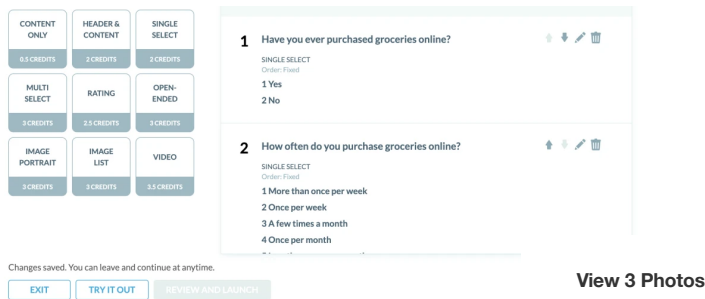 CONTENT
ONLY
0.5 CREDITS
HEADER &
CONTENT
2 CREDITS
SINGLE
SELECT
2 CREDITS
MULTI
SELECT
3 CREDITS
RATING
2.5 CREDITS
OPEN-
ENDED
3 CREDITS
IMAGE
PORTRAIT
3 CREDITS
IMAGE
LIST
3 CREDITS
VIDEO
3.5 CREDITS
1 Have you ever purchased groceries online?
SINGLE SELECT
Order: Fixed
1 Yes
2 No
2 How often do you purchase groceries online?
SINGLE SELECT
Order: Fixed
1 More than once per week
2 Once per week
3 A few times a month
4 Once per month
Changes saved. You can leave and continue at anytime.
EXIT
TRY IT OUT
REVIEW AND LAUNCH
View 3 Photos